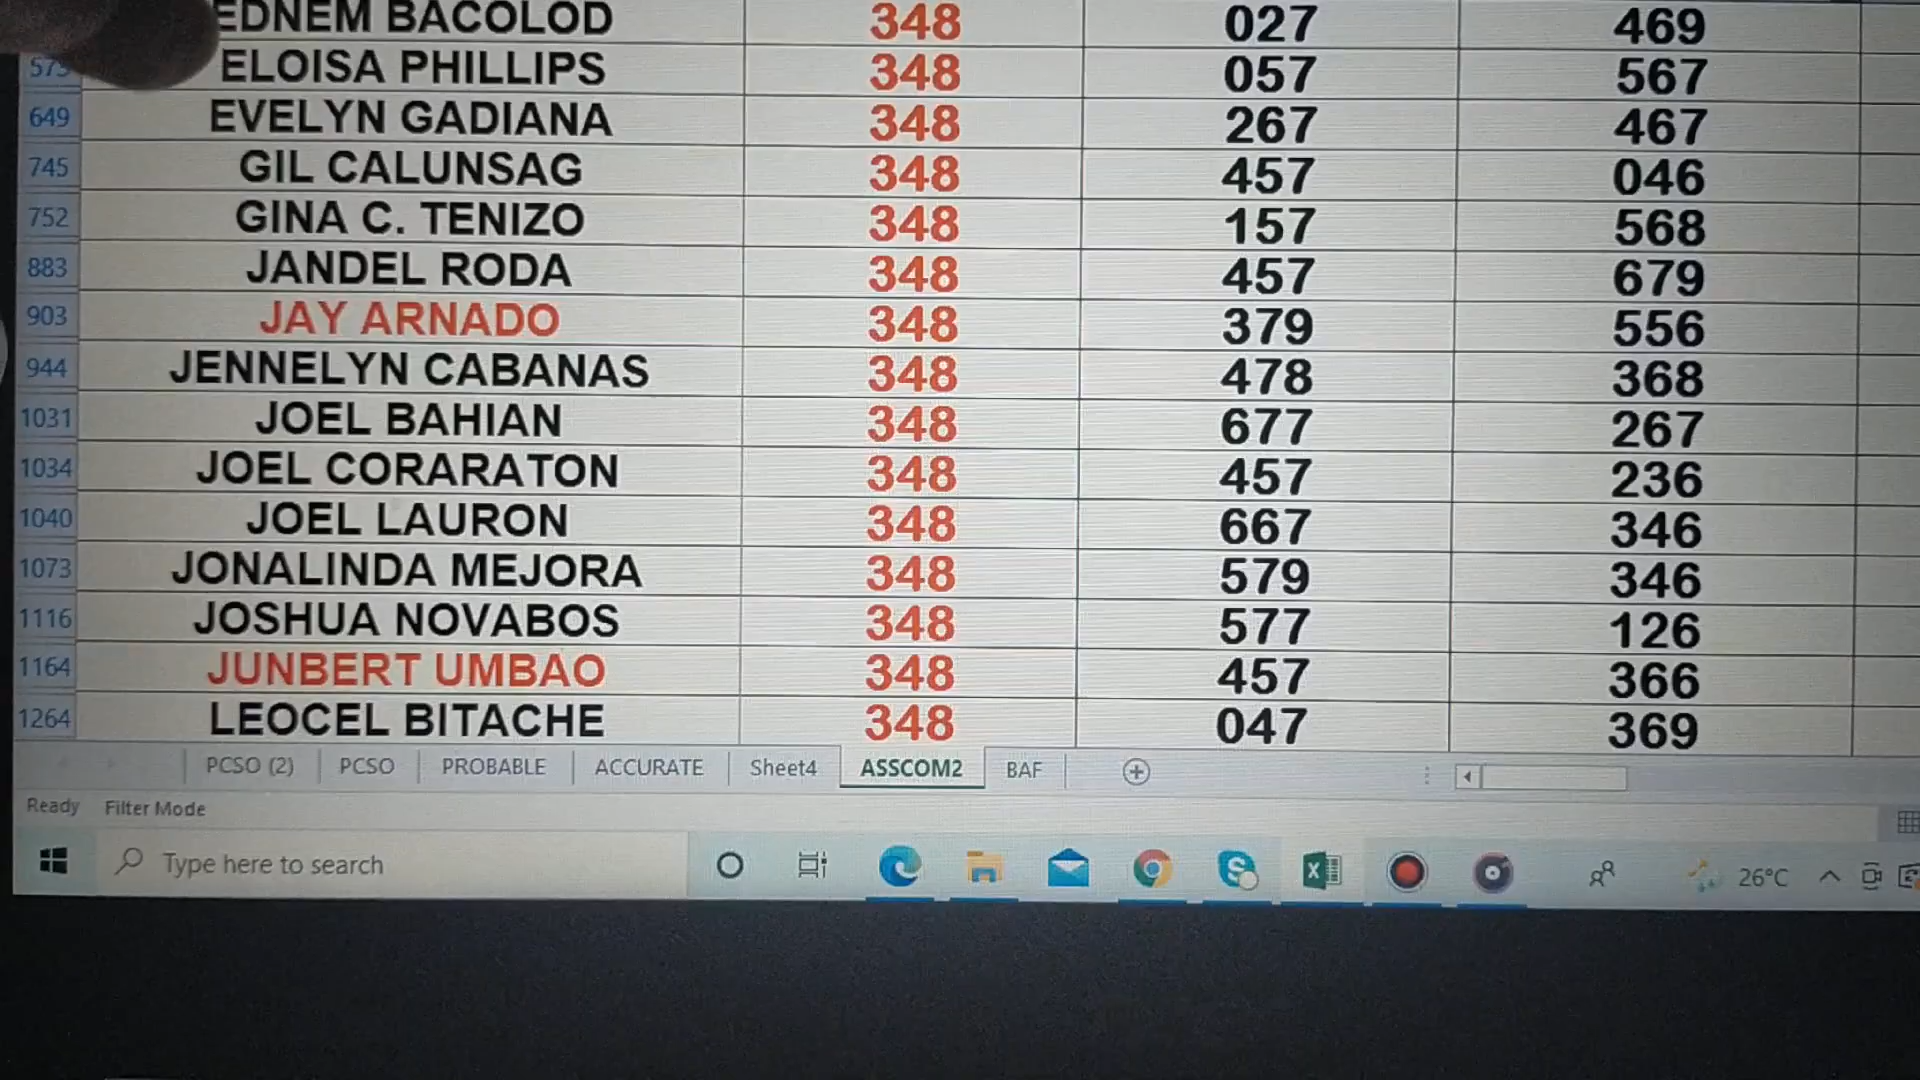 EDNEM BACOLOD 348 027 469
573 ELOISA PHILLIPS 348 057 567
649 EVELYN GADIANA 348 267 467
745 GIL CALUNSAG 348 457 046
752 GINA C. TENIZO 348 157 568
883 JANDEL RODA 348 457 679
903 JAY ARNADO 348 379 556
944 JENNELYN CABANAS 348 478 368
1031 JOEL BAHIAN 348 677 267
1034 JOEL CORARATON 348 457 236
1040 JOEL LAURON 348 667 346
1073 JONALINDA MEJORA 348 579 346
1116 JOSHUA NOVABOS 348 577 126
1164 JUNBERT UMBAO 348 457 366
1264 LEOCEL BITACHE 348 047 369
PCSO (2) PCSO PROBABLE ACCURATE Sheet4 ASSCOM2 BAF
Ready Filter Mode
Type here to search 26°C